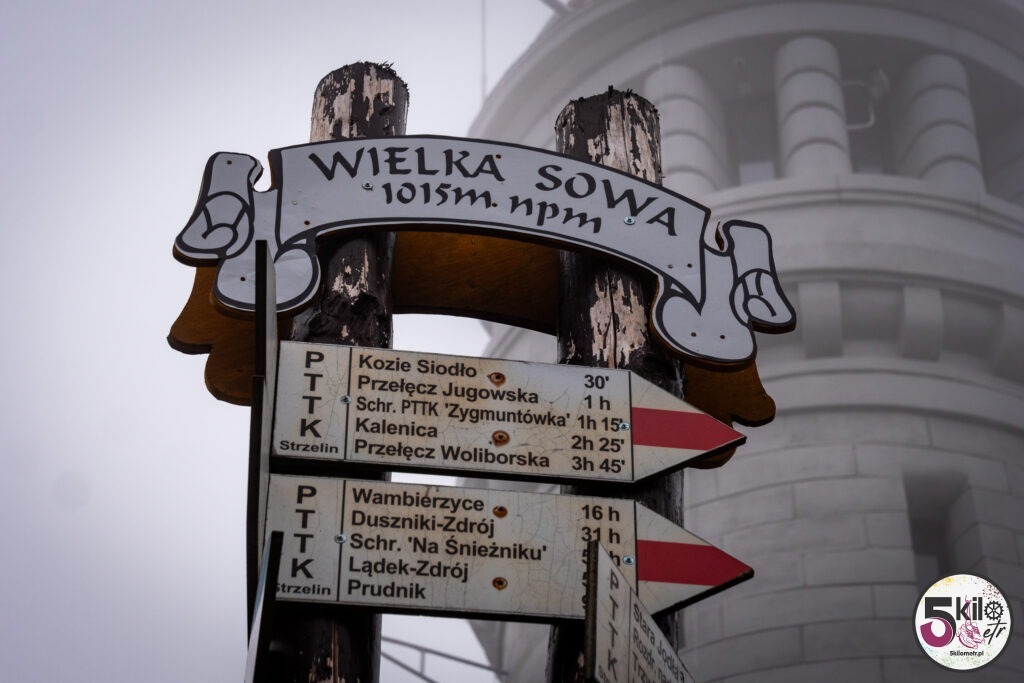 WIELKA SOWA
1015m npm
PTTK
Strzelin
Kozie Siodło 30'
Przełęcz Jugowska 1 h
Schr. PTTK 'Zygmuntówka' 1h 15'
Kalenica 2h 25'
Przełęcz Woliborska 3h 45'
PTTK
Strzelin
Wambierzyce 16 h
Duszniki-Zdrój 31 h
Schr. 'Na Śnieżniku'
Lądek-Zdrój
Prudnik
PTTK
Stara
5kilometr
5kilometr.pl